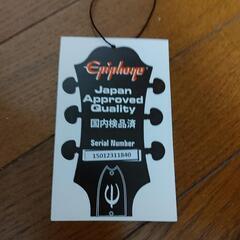 Epiphone
Japan
Approved
Quality
国内検品済
Serial Number
15012311840